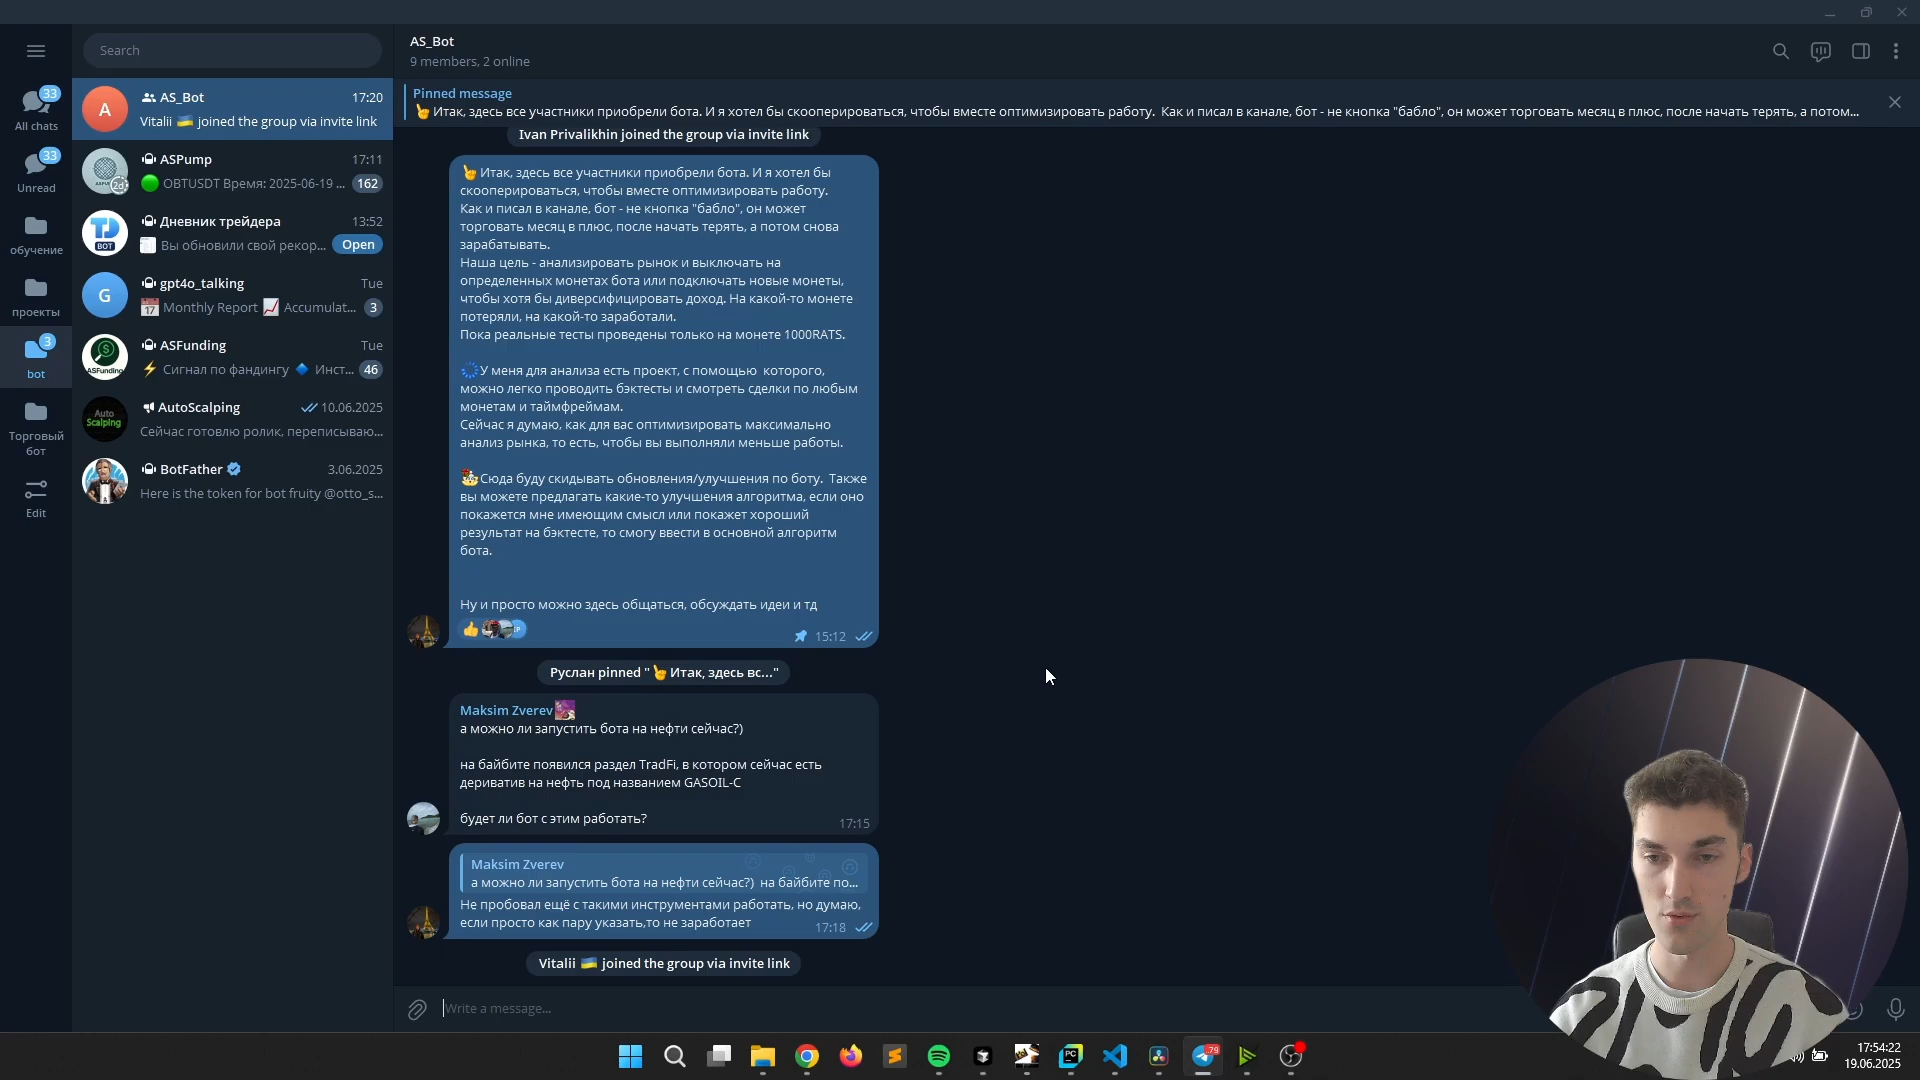 Search
AS_Bot
9 members, 2 online
Pinned message
Итак, здесь все участники приобрели бота. И я хотел бы скооперироваться, чтобы вместе оптимизировать работу. Как и писал в канале, бот - не кнопка "бабло", он может торговать месяц в плюс, после начать терять, а потом...
33
All chats
33
Unread
обучение
проекты
3
bot
Торговый
бот
Edit
A
AS_Bot
17:20
Vitalii 🇺🇦 joined the group via invite link
ASPump
17:11
2d
OBTUSDT Время: 2025-06-19 ...
162
Дневник трейдера
13:52
TD
BOT
Вы обновили свой рекор...
Open
G
gpt4o_talking
Tue
17
Monthly Report 📈 Accumulat...
3
ASFunding
Tue
ASFunding
⚡ Сигнал по фандингу 🔷 Инст...
46
Auto
Scalping
AutoScalping
10.06.2025
Сейчас готовлю ролик, переписываю...
BotFather
3.06.2025
Here is the token for bot fruity @otto_s...
Ivan Privalikhin joined the group via invite link
Итак, здесь все участники приобрели бота. И я хотел бы
скооперироваться, чтобы вместе оптимизировать работу.
Как и писал в канале, бот - не кнопка "бабло", он может
торговать месяц в плюс, после начать терять, а потом снова
зарабатывать.
Наша цель - анализировать рынок и выключать на
определенных монетах бота или подключать новые монеты,
чтобы хотя бы диверсифицировать доход. На какой-то монете
потеряли, на какой-то заработали.
Пока реальные тесты проведены только на монете 1000RATS.
У меня для анализа есть проект, с помощью которого,
можно легко проводить бэктесты и смотреть сделки по любым
монетам и таймфреймам.
Сейчас я думаю, как для вас оптимизировать максимально
анализ рынка, то есть, чтобы вы выполняли меньше работы.
Сюда буду скидывать обновления/улучшения по боту. Также
вы можете предлагать какие-то улучшения алгоритма, если оно
покажется мне имеющим смысл или покажет хороший
результат на бэктесте, то смогу ввести в основной алгоритм
бота.
Ну и просто можно здесь общаться, обсуждать идеи и тд
15:12
Руслан pinned "👆 Итак, здесь вс..."
Maksim Zverev
а можно ли запустить бота на нефти сейчас?)
на байбите появился раздел TradFi, в котором сейчас есть
дериватив на нефть под названием GASOIL-C
будет ли бот с этим работать?
17:15
Maksim Zverev
а можно ли запустить бота на нефти сейчас?) на байбите по...
Не пробовал ещё с такими инструментами работать, но думаю,
если просто как пару указать,то не заработает
17:18
Vitalii 🇺🇦 joined the group via invite link
Write a message...
PC
79
17:54:22
19.06.2025